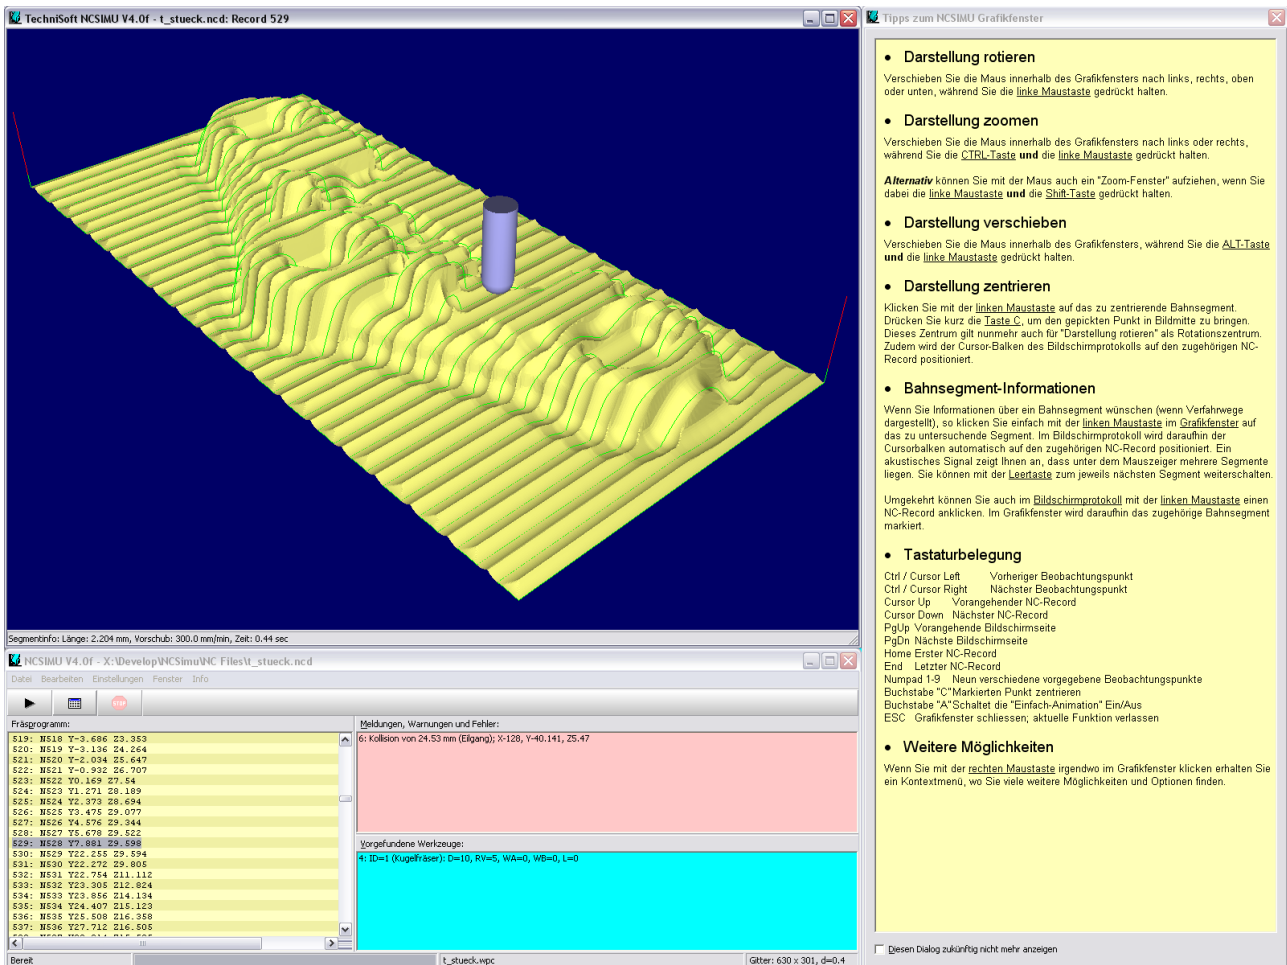 TechniSoft NCSIMU V4.0f - t_stueck.ncd: Record 529
Segmentinfo: Länge: 2.204 mm, Vorschub: 300.0 mm/min, Zeit: 0.44 sec
NCSIMU V4.0f - X:\Develop\NCSimu\NC Files\t_stueck.ncd
Datei Bearbeiten Einstellungen Fenster Info
STOP
Fräsprogramm:
519: N518 Y-3.686 Z3.353
520: N519 Y-3.136 Z4.264
521: N520 Y-2.034 Z5.647
522: N521 Y-0.932 Z6.707
523: N522 Y0.169 Z7.54
524: N523 Y1.271 Z8.189
525: N524 Y2.373 Z8.694
526: N525 Y3.475 Z9.077
527: N526 Y4.576 Z9.344
528: N527 Y5.678 Z9.522
529: N528 Y7.881 Z9.598
530: N529 Y22.255 Z9.594
531: N530 Y22.272 Z9.805
532: N531 Y22.754 Z11.112
533: N532 Y23.305 Z12.824
534: N533 Y23.856 Z14.134
535: N534 Y24.407 Z15.123
536: N535 Y25.508 Z16.358
537: N536 Y27.712 Z16.505
Meldungen, Warnungen und Fehler:
6: Kollision von 24.53 mm (Eilgang); X-128, Y-40.141, Z5.47
Vorgefundene Werkzeuge:
4: ID=1 (Kugelfräser): D=10, RV=5, WA=0, WB=0, L=0
Bereit
t_stueck.wpc
Gitter: 630 x 301, d=0.4
Tipps zum NCSIMU Grafikfenster
• Darstellung rotieren
Verschieben Sie die Maus innerhalb des Grafikfensters nach links, rechts, oben
oder unten, während Sie die linke Maustaste gedrückt halten.
• Darstellung zoomen
Verschieben Sie die Maus innerhalb des Grafikfensters nach links oder rechts,
während Sie die CTRL-Taste und die linke Maustaste gedrückt halten.
Alternativ können Sie mit der Maus auch ein "Zoom-Fenster" aufziehen, wenn Sie
dabei die linke Maustaste und die Shift-Taste gedrückt halten.
• Darstellung verschieben
Verschieben Sie die Maus innerhalb des Grafikfensters, während Sie die ALT-Taste
und die linke Maustaste gedrückt halten.
• Darstellung zentrieren
Klicken Sie mit der linken Maustaste auf das zu zentrierende Bahnsegment.
Drücken Sie kurz die Taste C, um den gepickten Punkt in Bildmitte zu bringen.
Dieses Zentrum gilt nunmehr auch für "Darstellung rotieren" als Rotationszentrum.
Zudem wird der Cursor-Balken des Bildschirmprotokolls auf den zugehörigen NC-
Record positioniert.
• Bahnsegment-Informationen
Wenn Sie Informationen über ein Bahnsegment wünschen (wenn Verfahrwege
dargestellt), so klicken Sie einfach mit der linken Maustaste im Grafikfenster auf
das zu untersuchende Segment. Im Bildschirmprotokoll wird daraufhin der
Cursorbalken automatisch auf den zugehörigen NC-Record positioniert. Ein
akustisches Signal zeigt Ihnen an, dass unter dem Mauszeiger mehrere Segmente
liegen. Sie können mit der Leertaste zum jeweils nächsten Segment weiterschalten.
Umgekehrt können Sie auch im Bildschirmprotokoll mit der linken Maustaste einen
NC-Record anklicken. Im Grafikfenster wird daraufhin das zugehörige Bahnsegment
markiert.
• Tastaturbelegung
Ctrl / Cursor Left Vorheriger Beobachtungspunkt
Ctrl / Cursor Right Nächster Beobachtungspunkt
Cursor Up Vorangehender NC-Record
Cursor Down Nächster NC-Record
PgUp Vorangehende Bildschirmseite
PgDn Nächste Bildschirmseite
Home Erster NC-Record
End Letzter NC-Record
Numpad 1-9 Neun verschiedene vorgegebene Beobachtungspunkte
Buchstabe "C" Markierten Punkt zentrieren
Buchstabe "A" Schaltet die "Einfach-Animation" Ein/Aus
ESC Grafikfenster schliessen; aktuelle Funktion verlassen
• Weitere Möglichkeiten
Wenn Sie mit der rechten Maustaste irgendwo im Grafikfenster klicken erhalten Sie
ein Kontextmenü, wo Sie viele weitere Möglichkeiten und Optionen finden.
Diesen Dialog zukünftig nicht mehr anzeigen